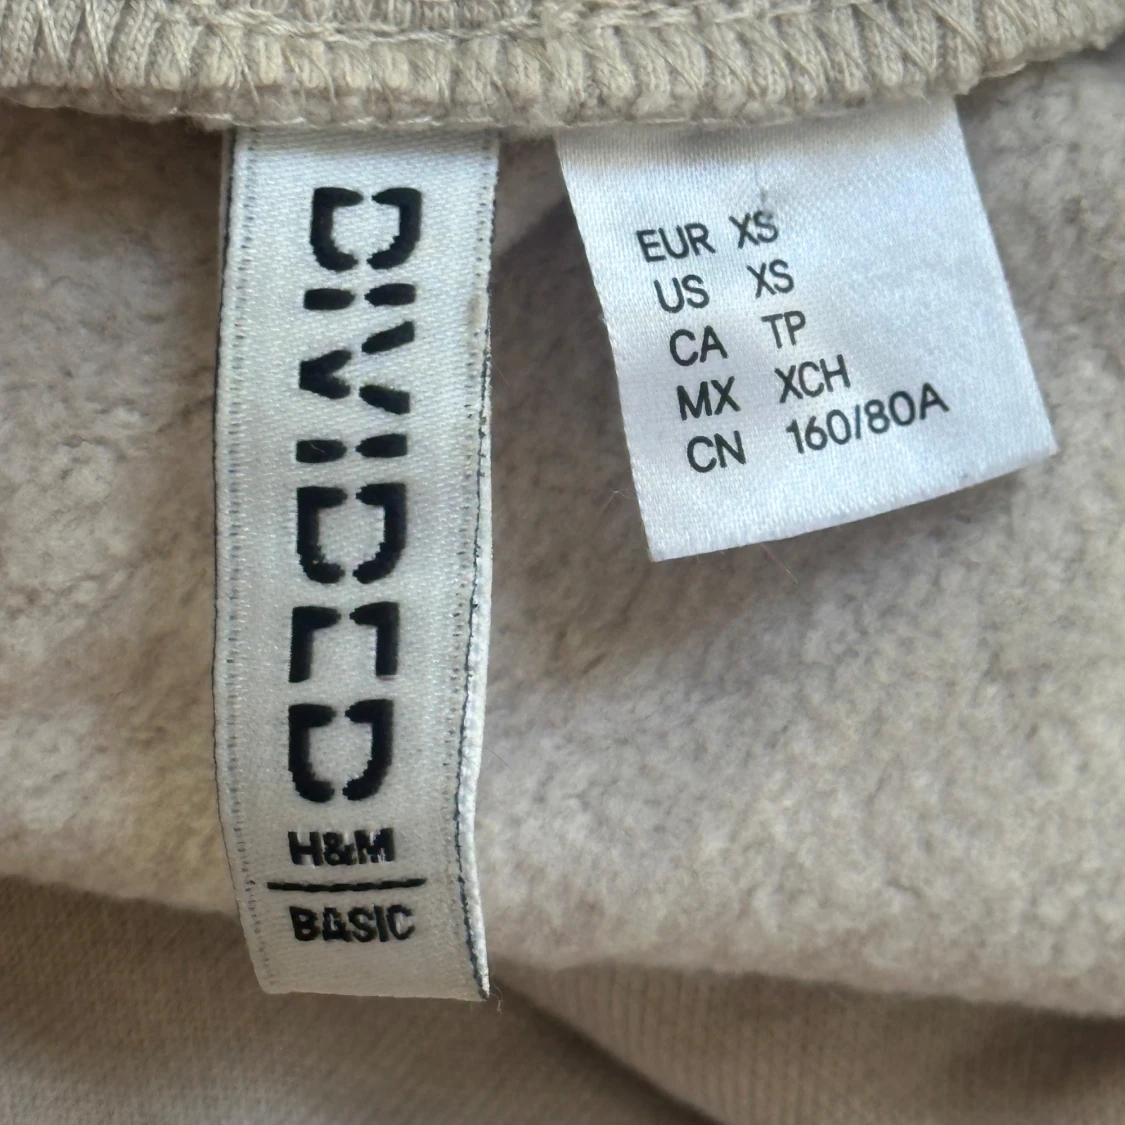 DIVIDED
H&M
BASIC
EUR XS
US XS
CA TP
MX XCH
CN 160/80A